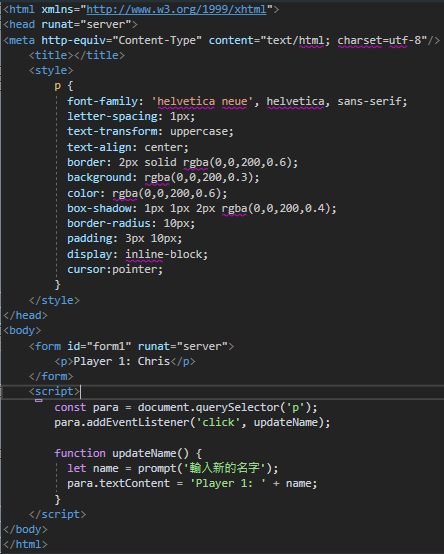 <html xmlns="http://www.w3.org/1999/xhtml">
<head runat="server">
<meta http-equiv="Content-Type" content="text/html; charset=utf-8"/>
    <title></title>
    <style>
        p {
          font-family: 'helvetica neue', helvetica, sans-serif;
          letter-spacing: 1px;
          text-transform: uppercase;
          text-align: center;
          border: 2px solid rgba(0,0,200,0.6);
          background: rgba(0,0,200,0.3);
          color: rgba(0,0,200,0.6);
          box-shadow: 1px 1px 2px rgba(0,0,200,0.4);
          border-radius: 10px;
          padding: 3px 10px;
          display: inline-block;
          cursor:pointer;
        }
    </style>
</head>
<body>
    <form id="form1" runat="server">
        <p>Player 1: Chris</p>
    </form>
    <script>
        const para = document.querySelector('p');
        para.addEventListener('click', updateName);

        function updateName() {
          let name = prompt('輸入新的名字');
          para.textContent = 'Player 1: ' + name;
        }
    </script>
</body>
</html>